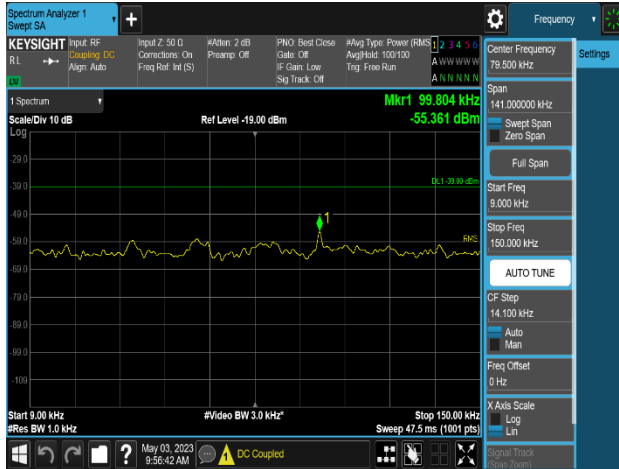 Spectrum Analyzer 1
Swept SA
Frequency
KEYSIGHT
RL
Input: RF
Coupling: DC
Align: Auto
Input Z: 50 Ω
Corrections: On
Freq Ref: Int (S)
#Atten: 2 dB
Preamp: Off
PNO: Best Close
Gate: Off
IF Gain: Low
Sig Track: Off
#Avg Type: Power (RMS
Avg|Hold: 100/100
Trig: Free Run
1 2 3 4 5 6
A W W W W W
A N N N N N
Settings
Center Frequency
79.500 kHz
Span
141.000000 kHz
Swept Span
Zero Span
Full Span
Start Freq
9.000 kHz
Stop Freq
150.000 kHz
AUTO TUNE
CF Step
14.100 kHz
Auto
Man
Freq Offset
0 Hz
X Axis Scale
Log
Lin
Signal Track
(Span Zoom)
1 Spectrum
Scale/Div 10 dB
Log
Ref Level -19.00 dBm
Mkr1 99.804 kHz
-55.361 dBm
-29.0
-39.0
-49.0
-59.0
-69.0
-79.0
-89.0
-99.0
-109
DL1 -39.00 dBm
1
RMS
Start 9.00 kHz
#Res BW 1.0 kHz
#Video BW 3.0 kHz*
Stop 150.00 kHz
Sweep 47.5 ms (1001 pts)
?
May 03, 2023
9:56:42 AM
DC Coupled